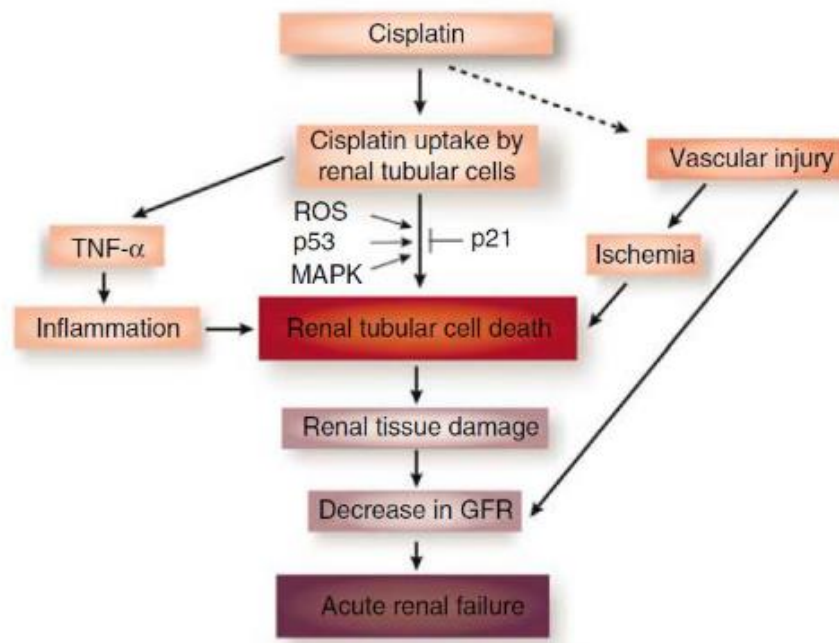 Cisplatin
Cisplatin uptake by
renal tubular cells
Vascular injury
ROS
p53
MAPK
p21
TNF-α
Ischemia
Inflammation
Renal tubular cell death
Renal tissue damage
Decrease in GFR
Acute renal failure